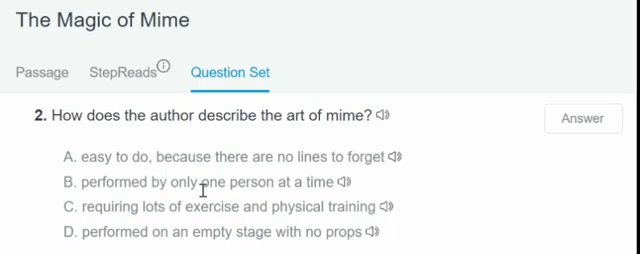 The Magic of Mime
Passage StepReads Question Set
2. How does the author describe the art of mime?
Answer
A. easy to do, because there are no lines to forget
B. performed by only one person at a time
C. requiring lots of exercise and physical training
D. performed on an empty stage with no props